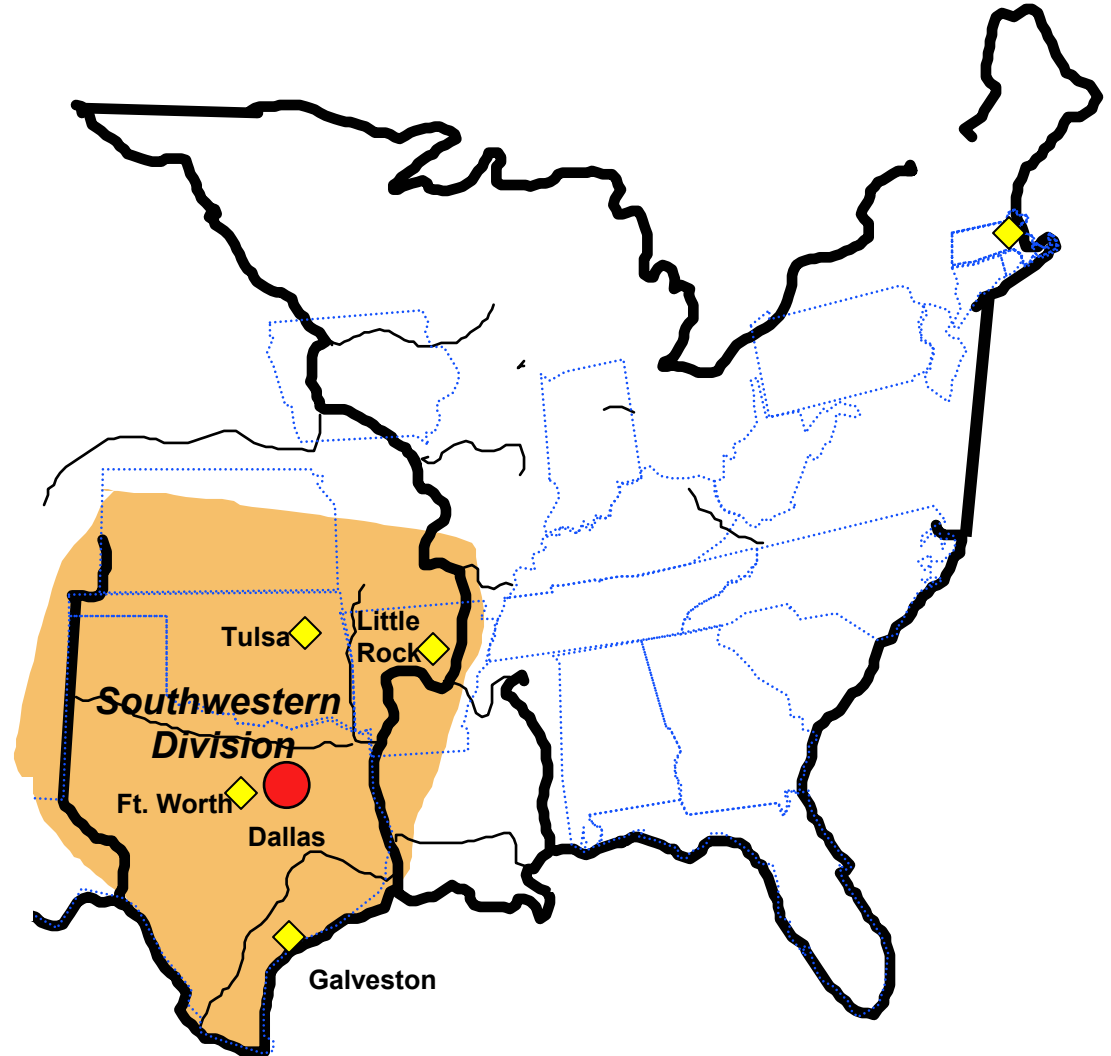 Tulsa
Little
Rock
Southwestern
Division
Ft. Worth
Dallas
Galveston